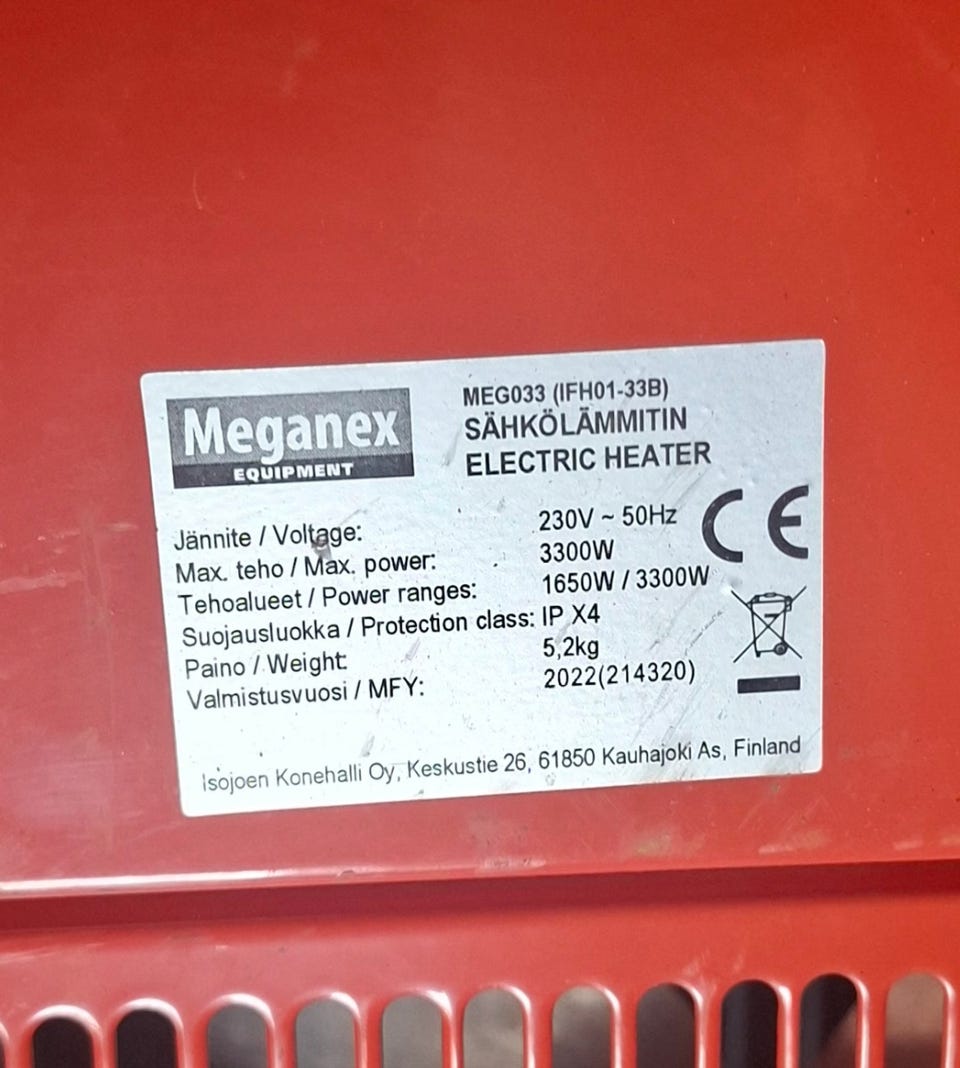 Meganex
EQUIPMENT
MEG033 (IFH01-33B)
SÄHKÖLÄMMITIN
ELECTRIC HEATER
Jännite / Voltage: 230V ~ 50Hz
Max. teho / Max. power: 3300W
Tehoalueet / Power ranges: 1650W / 3300W
Suojausluokka / Protection class: IP X4
Paino / Weight: 5,2kg
Valmistusvuosi / MFY: 2022(214320)
CE
Isojoen Konehalli Oy, Keskustie 26, 61850 Kauhajoki As, Finland